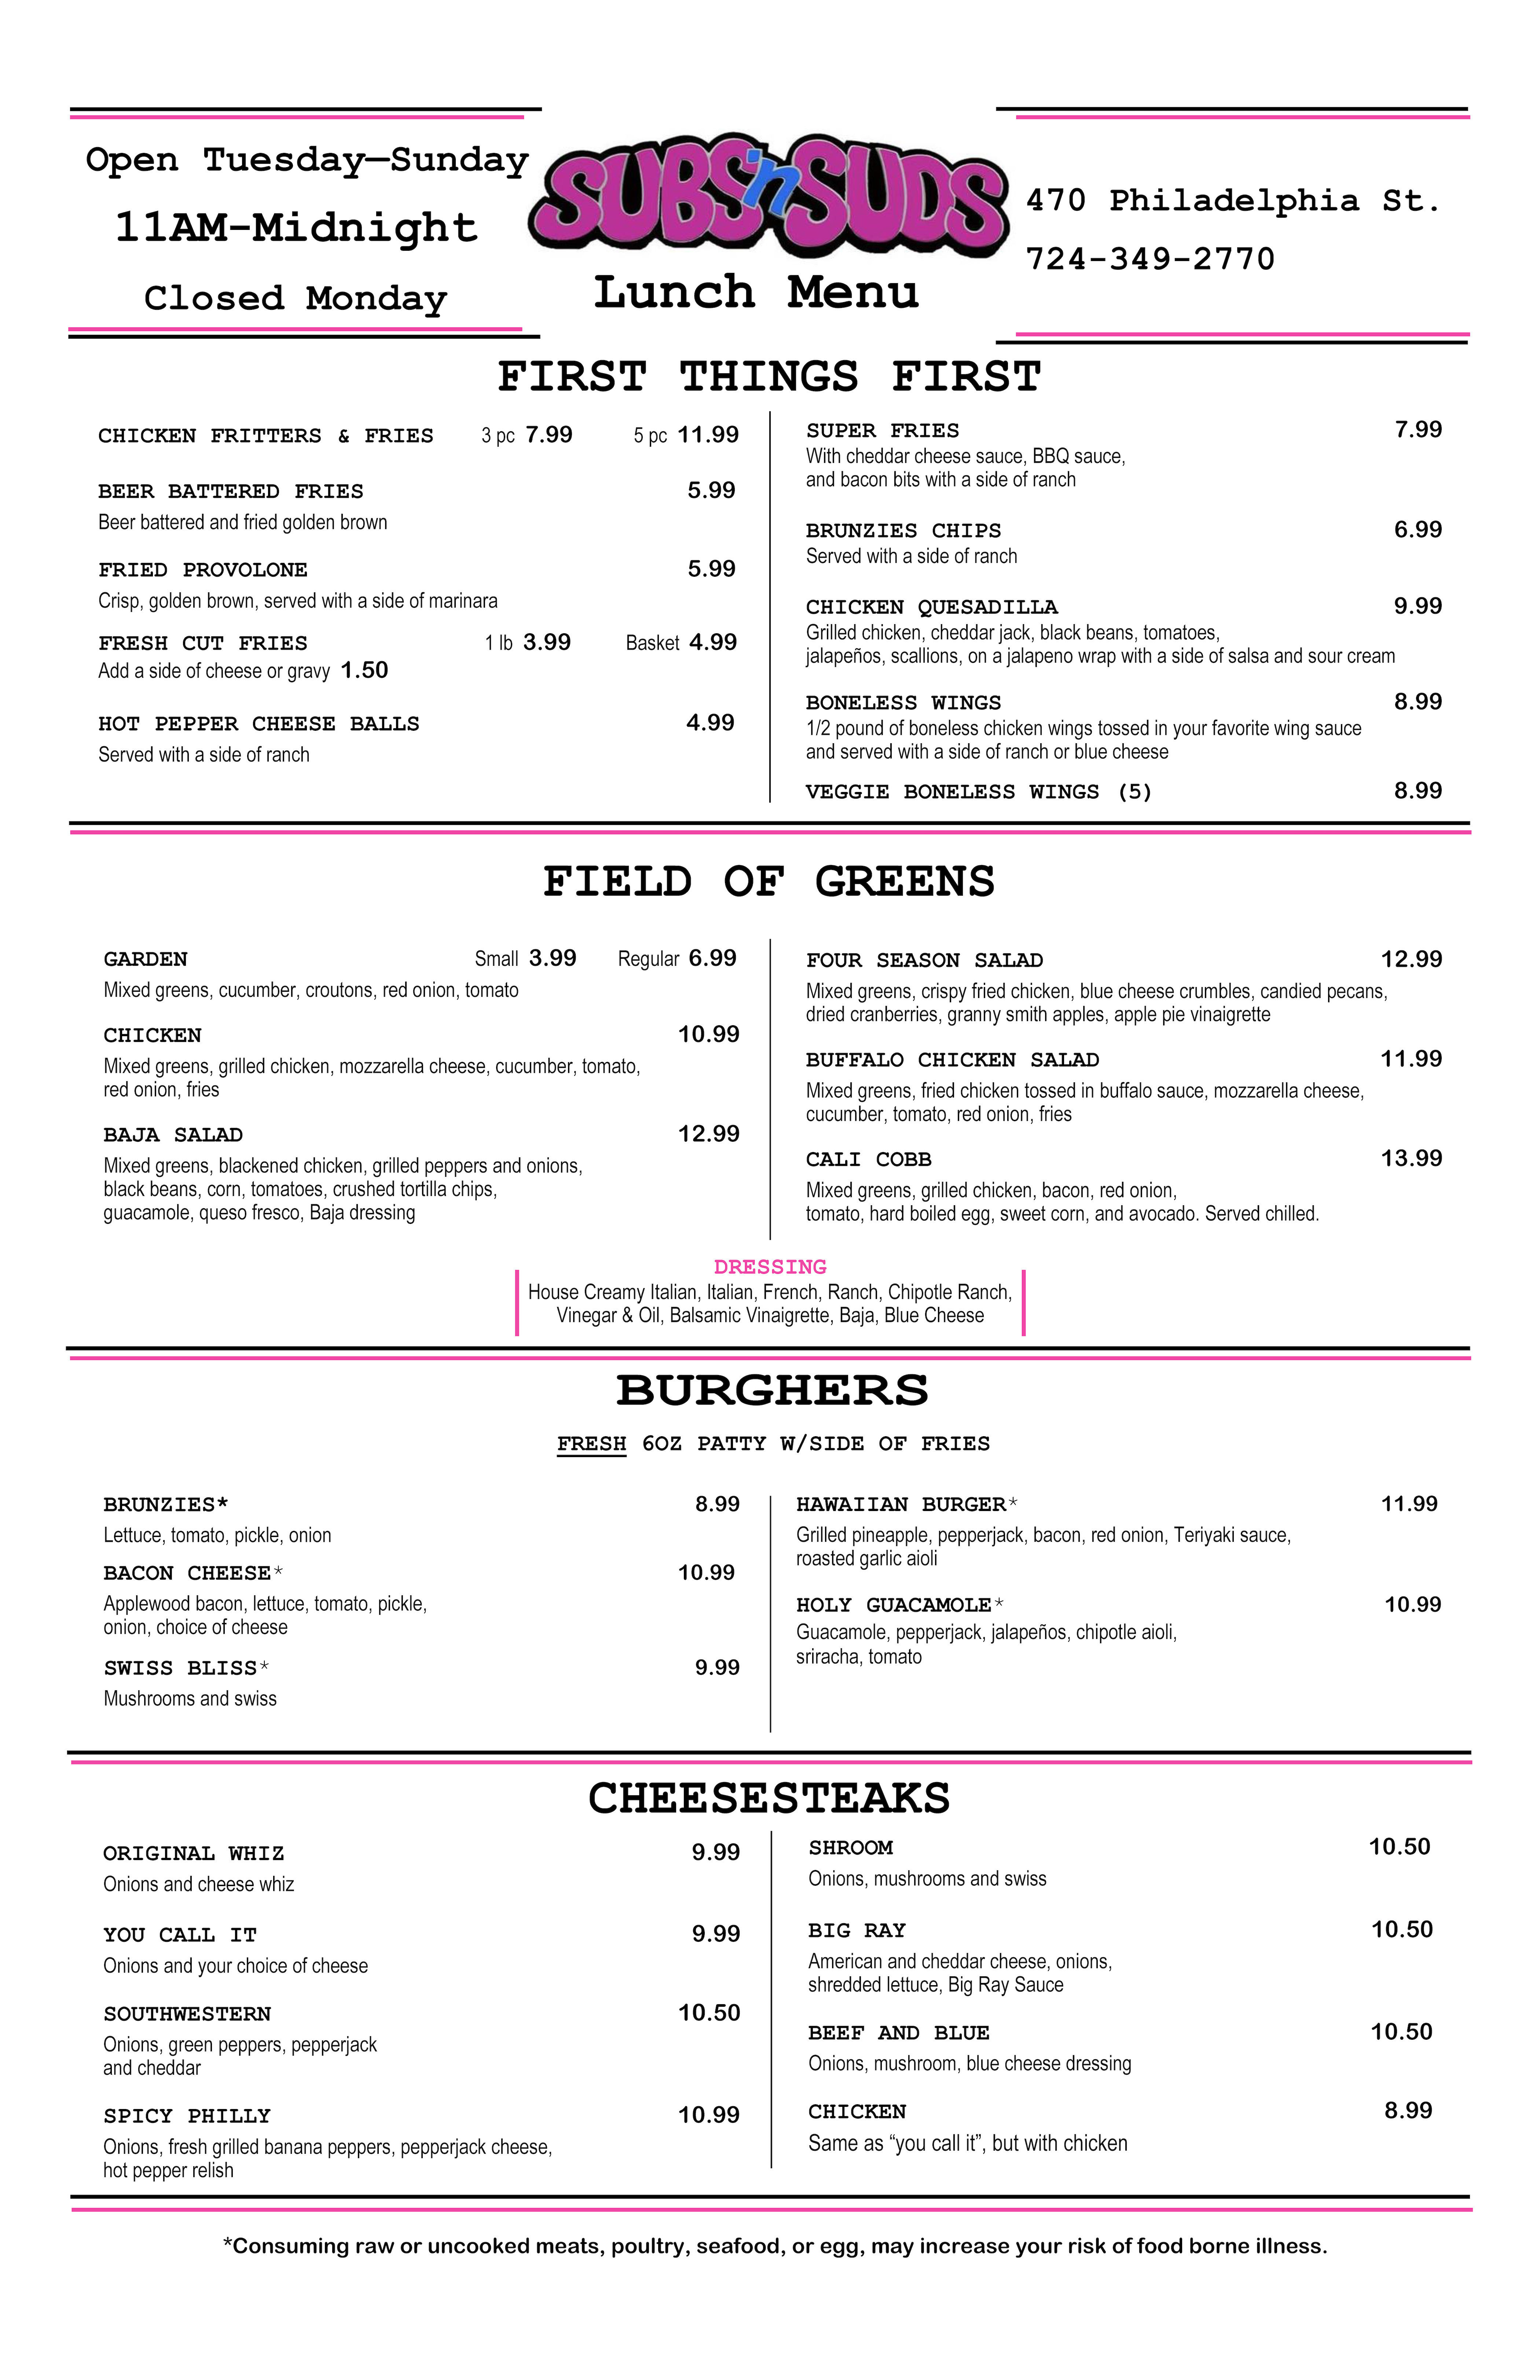 Open Tuesday—Sunday
11AM-Midnight
Closed Monday
SUBS'nSUDS
Lunch Menu
470 Philadelphia St.
724-349-2770
FIRST THINGS FIRST
CHICKEN FRITTERS & FRIES 3 pc 7.99 5 pc 11.99
BEER BATTERED FRIES 5.99
Beer battered and fried golden brown
FRIED PROVOLONE 5.99
Crisp, golden brown, served with a side of marinara
FRESH CUT FRIES 1 lb 3.99 Basket 4.99
Add a side of cheese or gravy 1.50
HOT PEPPER CHEESE BALLS 4.99
Served with a side of ranch
SUPER FRIES 7.99
With cheddar cheese sauce, BBQ sauce,
and bacon bits with a side of ranch
BRUNZIES CHIPS 6.99
Served with a side of ranch
CHICKEN QUESADILLA 9.99
Grilled chicken, cheddar jack, black beans, tomatoes,
jalapeños, scallions, on a jalapeno wrap with a side of salsa and sour cream
BONELESS WINGS 8.99
1/2 pound of boneless chicken wings tossed in your favorite wing sauce
and served with a side of ranch or blue cheese
VEGGIE BONELESS WINGS (5) 8.99
FIELD OF GREENS
GARDEN Small 3.99 Regular 6.99
Mixed greens, cucumber, croutons, red onion, tomato
CHICKEN 10.99
Mixed greens, grilled chicken, mozzarella cheese, cucumber, tomato,
red onion, fries
BAJA SALAD 12.99
Mixed greens, blackened chicken, grilled peppers and onions,
black beans, corn, tomatoes, crushed tortilla chips,
guacamole, queso fresco, Baja dressing
FOUR SEASON SALAD 12.99
Mixed greens, crispy fried chicken, blue cheese crumbles, candied pecans,
dried cranberries, granny smith apples, apple pie vinaigrette
BUFFALO CHICKEN SALAD 11.99
Mixed greens, fried chicken tossed in buffalo sauce, mozzarella cheese,
cucumber, tomato, red onion, fries
CALI COBB 13.99
Mixed greens, grilled chicken, bacon, red onion,
tomato, hard boiled egg, sweet corn, and avocado. Served chilled.
DRESSING
House Creamy Italian, Italian, French, Ranch, Chipotle Ranch,
Vinegar & Oil, Balsamic Vinaigrette, Baja, Blue Cheese
BURGHERS
FRESH 6OZ PATTY W/SIDE OF FRIES
BRUNZIES* 8.99
Lettuce, tomato, pickle, onion
BACON CHEESE* 10.99
Applewood bacon, lettuce, tomato, pickle,
onion, choice of cheese
SWISS BLISS* 9.99
Mushrooms and swiss
HAWAIIAN BURGER* 11.99
Grilled pineapple, pepperjack, bacon, red onion, Teriyaki sauce,
roasted garlic aioli
HOLY GUACAMOLE* 10.99
Guacamole, pepperjack, jalapeños, chipotle aioli,
sriracha, tomato
CHEESESTEAKS
ORIGINAL WHIZ 9.99
Onions and cheese whiz
YOU CALL IT 9.99
Onions and your choice of cheese
SOUTHWESTERN 10.50
Onions, green peppers, pepperjack
and cheddar
SPICY PHILLY 10.99
Onions, fresh grilled banana peppers, pepperjack cheese,
hot pepper relish
SHROOM 10.50
Onions, mushrooms and swiss
BIG RAY 10.50
American and cheddar cheese, onions,
shredded lettuce, Big Ray Sauce
BEEF AND BLUE 10.50
Onions, mushroom, blue cheese dressing
CHICKEN 8.99
Same as “you call it”, but with chicken
*Consuming raw or uncooked meats, poultry, seafood, or egg, may increase your risk of food borne illness.